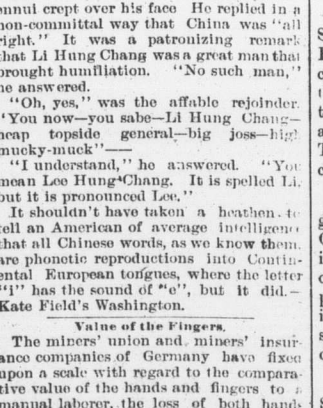 ennui crept over his face He replied in a
non-committal way that China was "all
right." It was a patronizing remark
that Li Hung Chang was a great man that
brought humiliation. "No such man,"
he answered.
"Oh, yes," was the affable rejoinder.
"You now—you sabe—Li Hung Chang—
heap topside general—big joss—high
mucky-muck"——
"I understand," he answered. "You
mean Lee Hung Chang. It is spelled Li,
but it is pronounced Lee."
It shouldn't have taken a heathen to
tell an American of average intelligence
that all Chinese words, as we know them,
are phonetic reproductions into Contin-
ental European tongues, where the letter
"i" has the sound of "e", but it did.—
Kate Field's Washington.
Value of the Fingers.
The miners' union and miners' insur-
ance companies of Germany have fixed
upon a scale with regard to the compara-
tive value of the hands and fingers to a
manual laborer. the loss of both hands